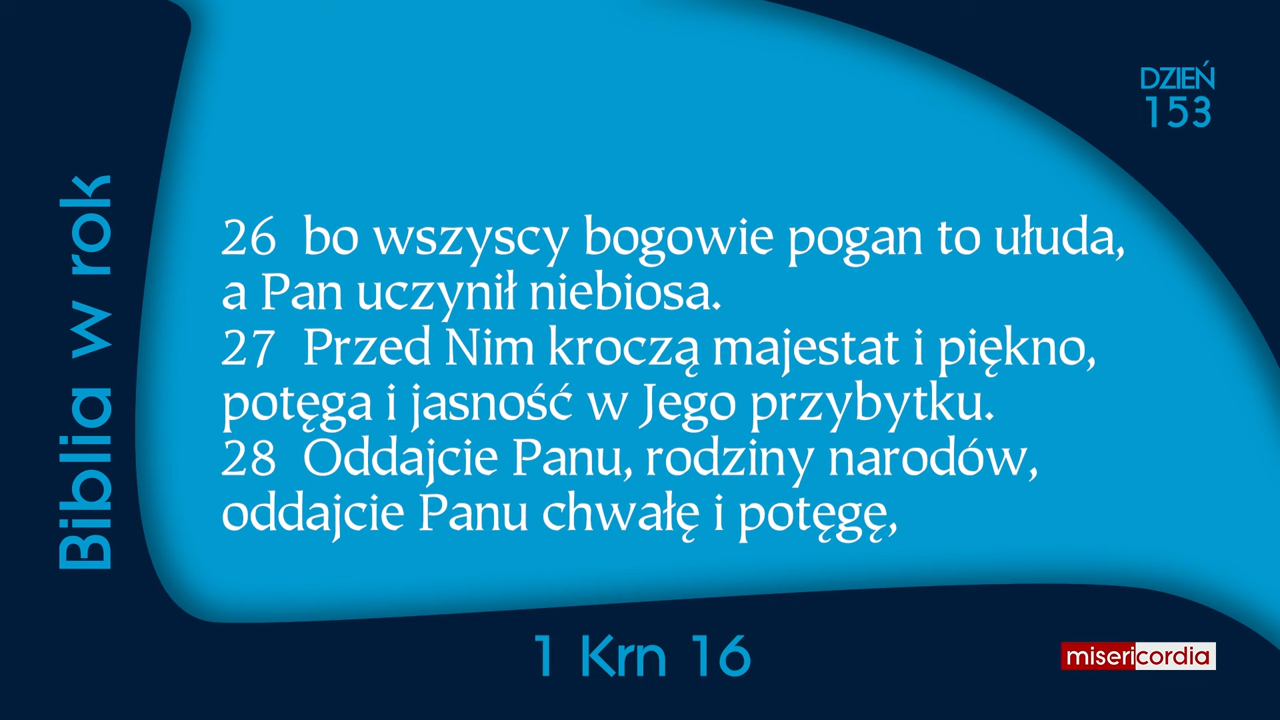 DZIEŃ
153
Biblia w rok
26 bo wszyscy bogowie pogan to ułuda,
a Pan uczynił niebiosa.
27 Przed Nim kroczą majestat i piękno,
potęga i jasność w Jego przybytku.
28 Oddajcie Panu, rodziny narodów,
oddajcie Panu chwałę i potęgę,
1 Krn 16
misericordia